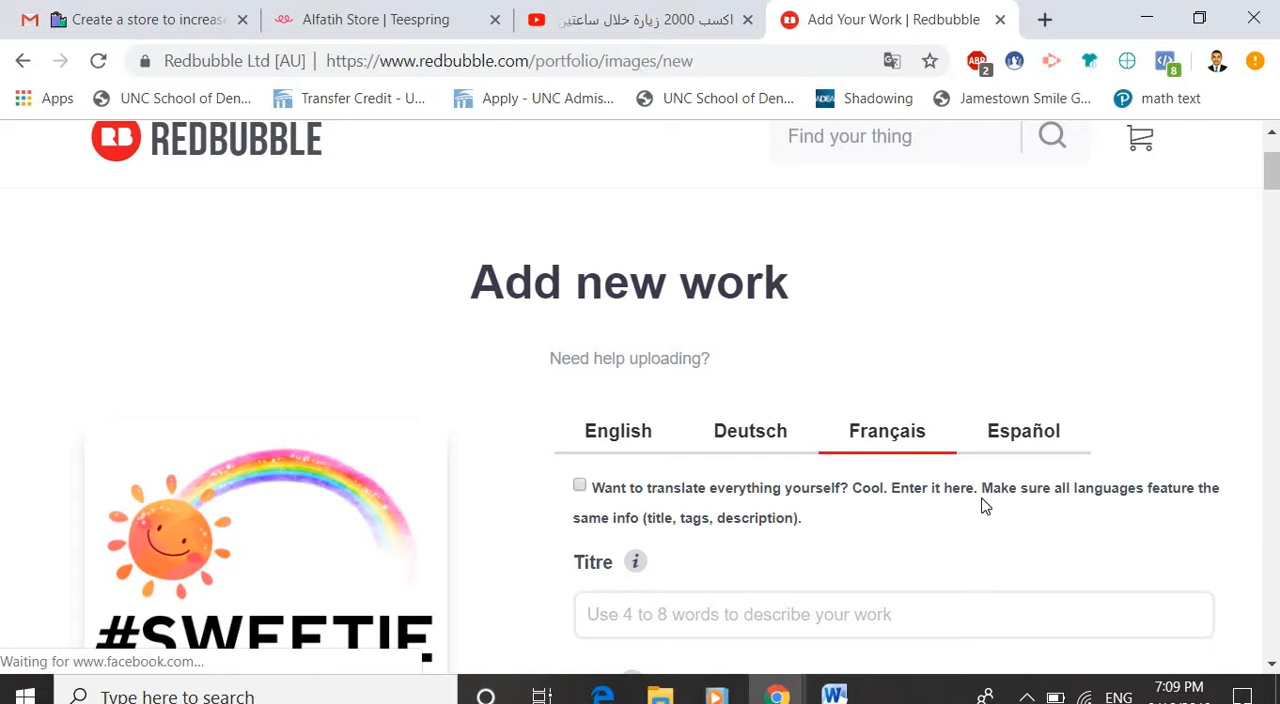 Create a store to increas
Alfatih Store | Teespring
اكسب 2000 زيارة خلال ساعتين
Add Your Work | Redbubble
Redbubble Ltd [AU] | https://www.redbubble.com/portfolio/images/new
ABP
2
8
Apps
UNC School of Den...
Transfer Credit - U...
Apply - UNC Admis...
UNC School of Den...
ADEA
Shadowing
Jamestown Smile G...
math text
RB REDBUBBLE
Find your thing
Add new work
Need help uploading?
English
Deutsch
Français
Español
Want to translate everything yourself? Cool. Enter it here. Make sure all languages feature the
same info (title, tags, description).
Titre i
Use 4 to 8 words to describe your work
#SWEETIE
Waiting for www.facebook.com...
Type here to search
ENG
7:09 PM